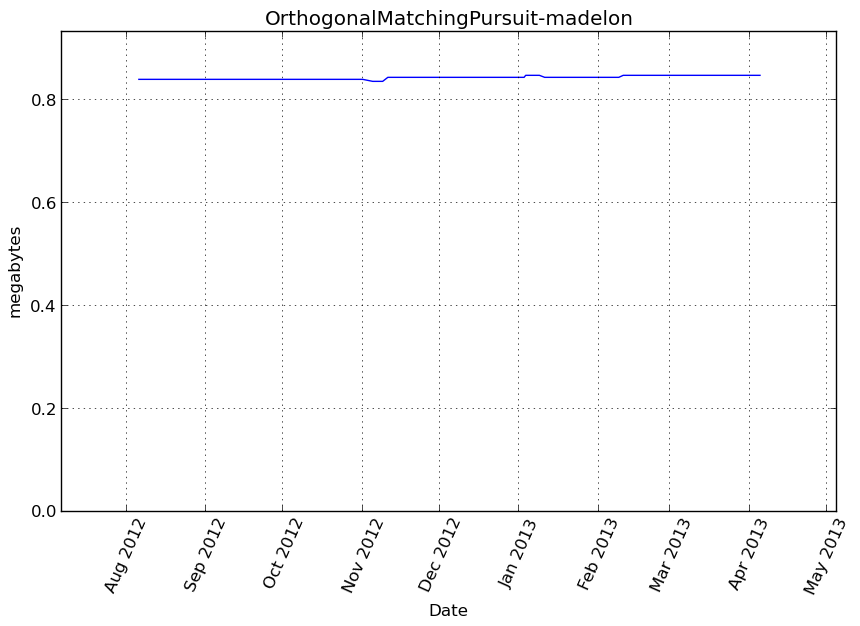 OrthogonalMatchingPursuit-madelon
megabytes
0.8
0.6
0.4
0.2
0.0
Aug 2012
Sep 2012
Oct 2012
Nov 2012
Dec 2012
Jan 2013
Feb 2013
Mar 2013
Apr 2013
May 2013
Date